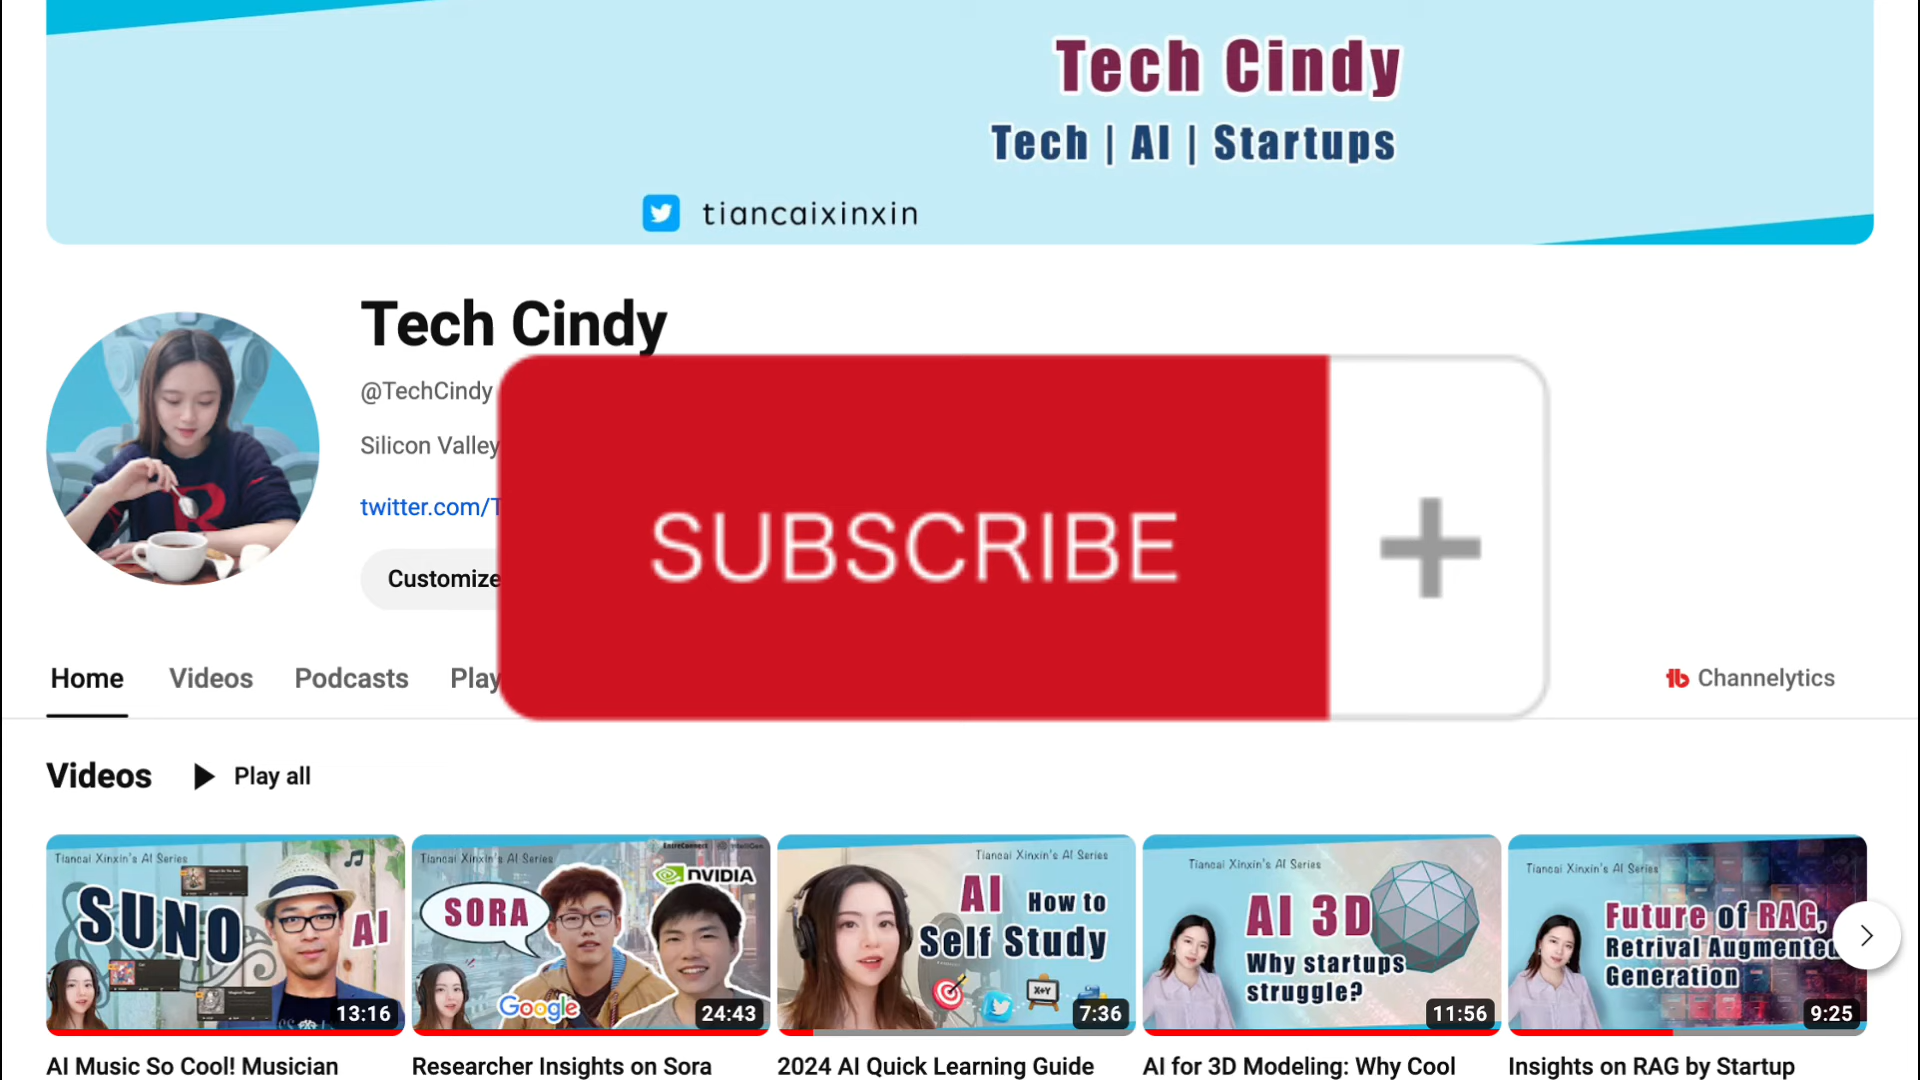 Tech Cindy
Tech | AI | Startups
tiancaixinxin
Tech Cindy
@TechCindy
Silicon Valley
twitter.com/T
Customize
SUBSCRIBE
Home Videos Podcasts Play
Channelytics
Videos Play all
Tiancai Xinxin's AI Series
SUNO
AI
13:16
AI Music So Cool! Musician
Tiancai Xinxin's AI Series
EntreConnect
NVIDIA
SORA
Google
24:43
Researcher Insights on Sora
Tiancai Xinxin's AI Series
AI How to
Self Study
X+Y
7:36
2024 AI Quick Learning Guide
Tiancai Xinxin's AI Series
AI 3D
Why startups
struggle?
11:56
AI for 3D Modeling: Why Cool
Tiancai Xinxin's AI Series
Future of RAG,
Retrival Augmented
Generation
9:25
Insights on RAG by Startup